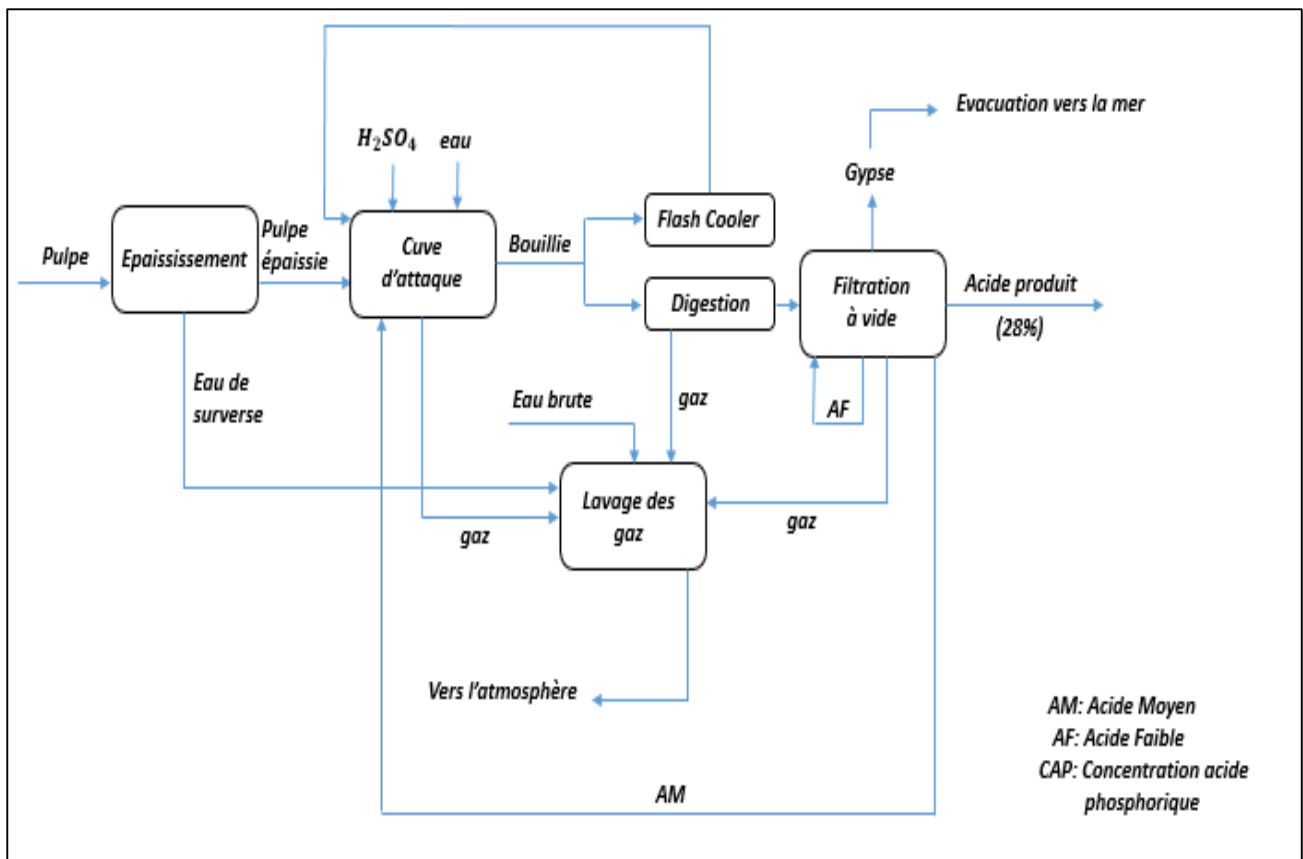 Evacuation vers la mer
H₂SO₄ eau
Gypse
Flash Cooler
Pulpe
Epaississement
Pulpe
épaissie
Cuve
d'attaque
Bouillie
Digestion
Filtration
à vide
Acide produit
(28%)
Eau de
surverse
Eau brute
gaz
AF
Lavage des
gaz
gaz
gaz
Vers l'atmosphère
AM: Acide Moyen
AF: Acide Faible
CAP: Concentration acide
phosphorique
AM